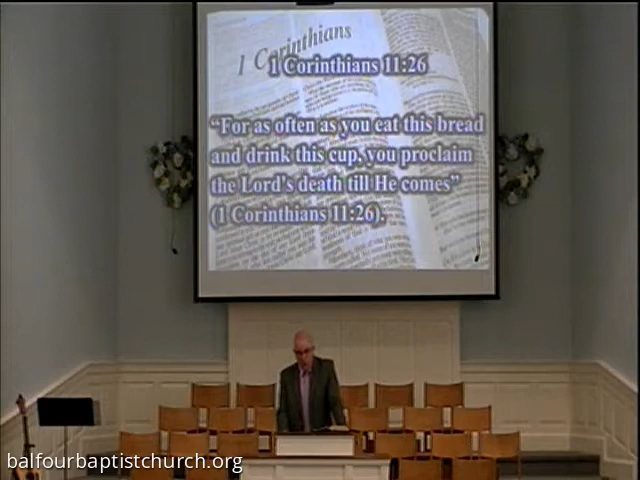 1 Corinthians
1 Corinthians 11:26
“For as often as you eat this bread
and drink this cup, you proclaim
the Lord's death till He comes”
(1 Corinthians 11:26).
balfourbaptistchurch.org